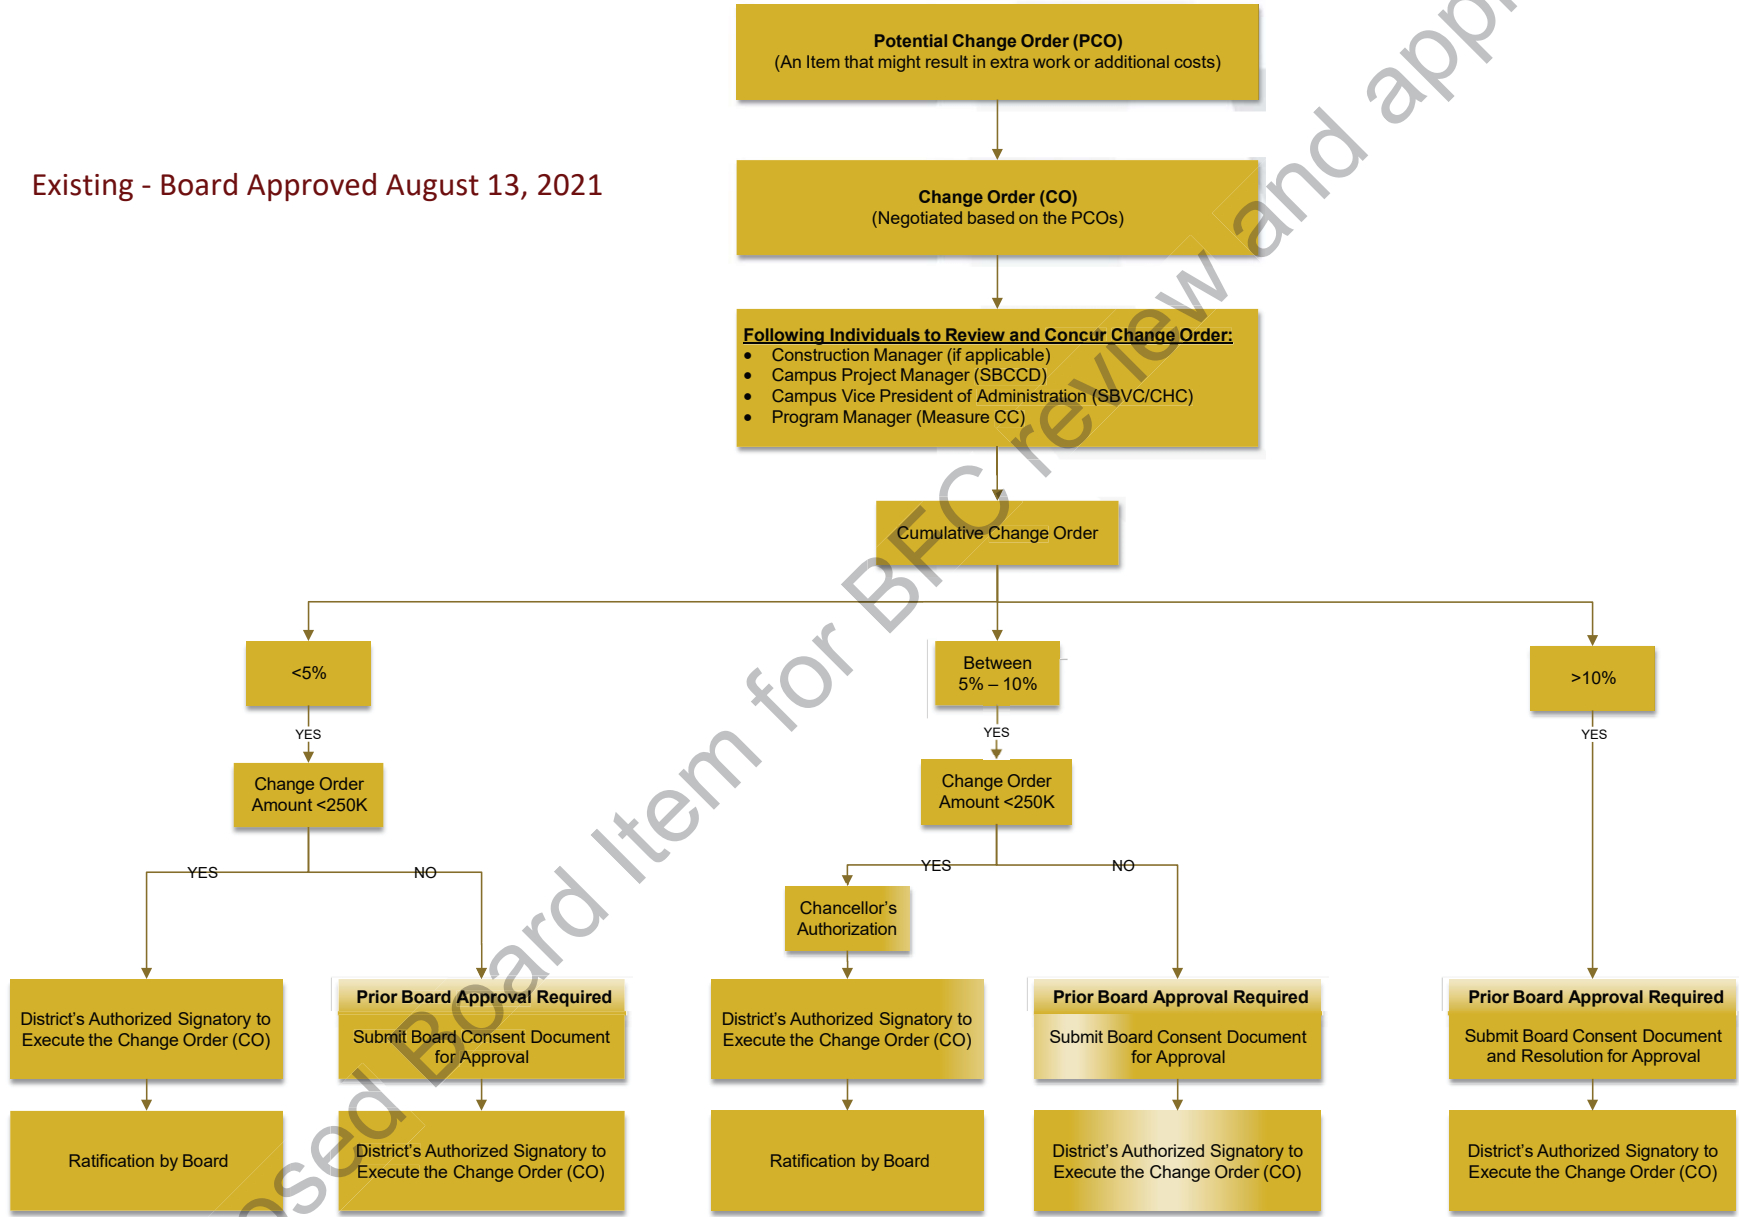 Potential Change Order (PCO)
(An Item that might result in extra work or additional costs)
Existing - Board Approved August 13, 2021
Change Order (CO)
(Negotiated based on the PCOs)
Following Individuals to Review and Concur Change Order:
• Construction Manager (if applicable)
• Campus Project Manager (SBCCD)
• Campus Vice President of Administration (SBVC/CHC)
• Program Manager (Measure CC)
Cumulative Change Order
<5%
Between
5% – 10%
>10%
YES
YES
YES
Change Order
Amount <250K
Change Order
Amount <250K
YES
NO
YES
NO
Chancellor's
Authorization
District's Authorized Signatory to
Execute the Change Order (CO)
Prior Board Approval Required
Submit Board Consent Document
for Approval
District's Authorized Signatory to
Execute the Change Order (CO)
Prior Board Approval Required
Submit Board Consent Document
for Approval
Prior Board Approval Required
Submit Board Consent Document
and Resolution for Approval
Ratification by Board
District's Authorized Signatory to
Execute the Change Order (CO)
Ratification by Board
District's Authorized Signatory to
Execute the Change Order (CO)
District's Authorized Signatory to
Execute the Change Order (CO)
Board Item for BFC review and